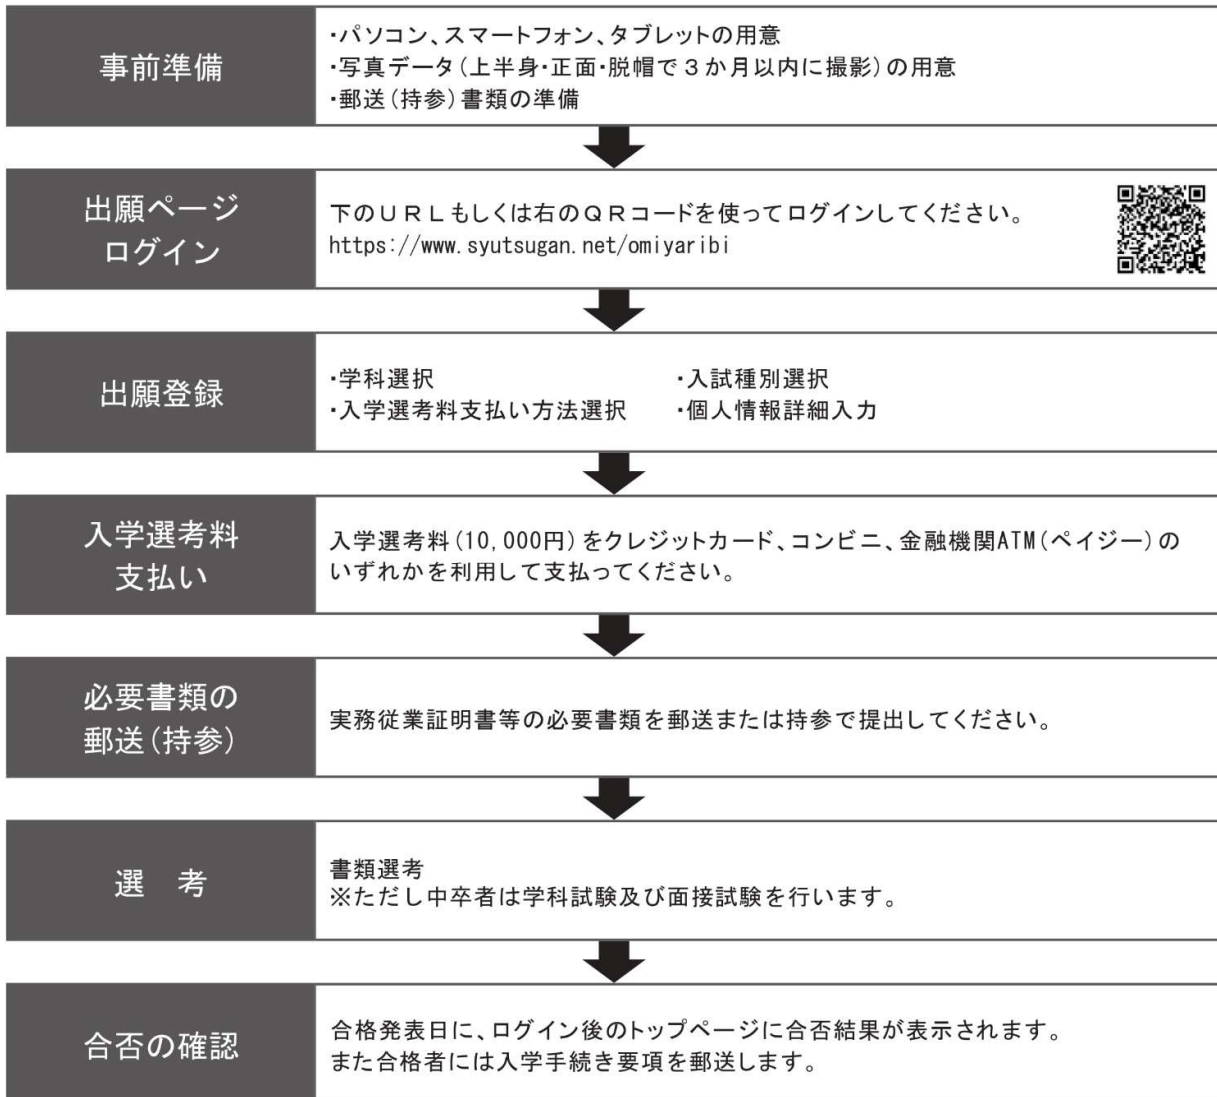 事前準備
・パソコン、スマートフォン、タブレットの用意
・写真データ(上半身・正面・脱帽で3か月以内に撮影)の用意
・郵送(持参)書類の準備
出願ページ
ログイン
下のURLもしくは右のQRコードを使ってログインしてください。
https://www.syutsugan.net/omiyaribi
出願登録
・学科選択 ・入試種別選択
・入学選考料支払い方法選択 ・個人情報詳細入力
入学選考料
支払い
入学選考料(10,000円)をクレジットカード、コンビニ、金融機関ATM(ペイジー)の
いずれかを利用して支払ってください。
必要書類の
郵送(持参)
実務従業証明書等の必要書類を郵送または持参で提出してください。
選 考
書類選考
※ただし中卒者は学科試験及び面接試験を行います。
合否の確認
合格発表日に、ログイン後のトップページに合否結果が表示されます。
また合格者には入学手続き要項を郵送します。